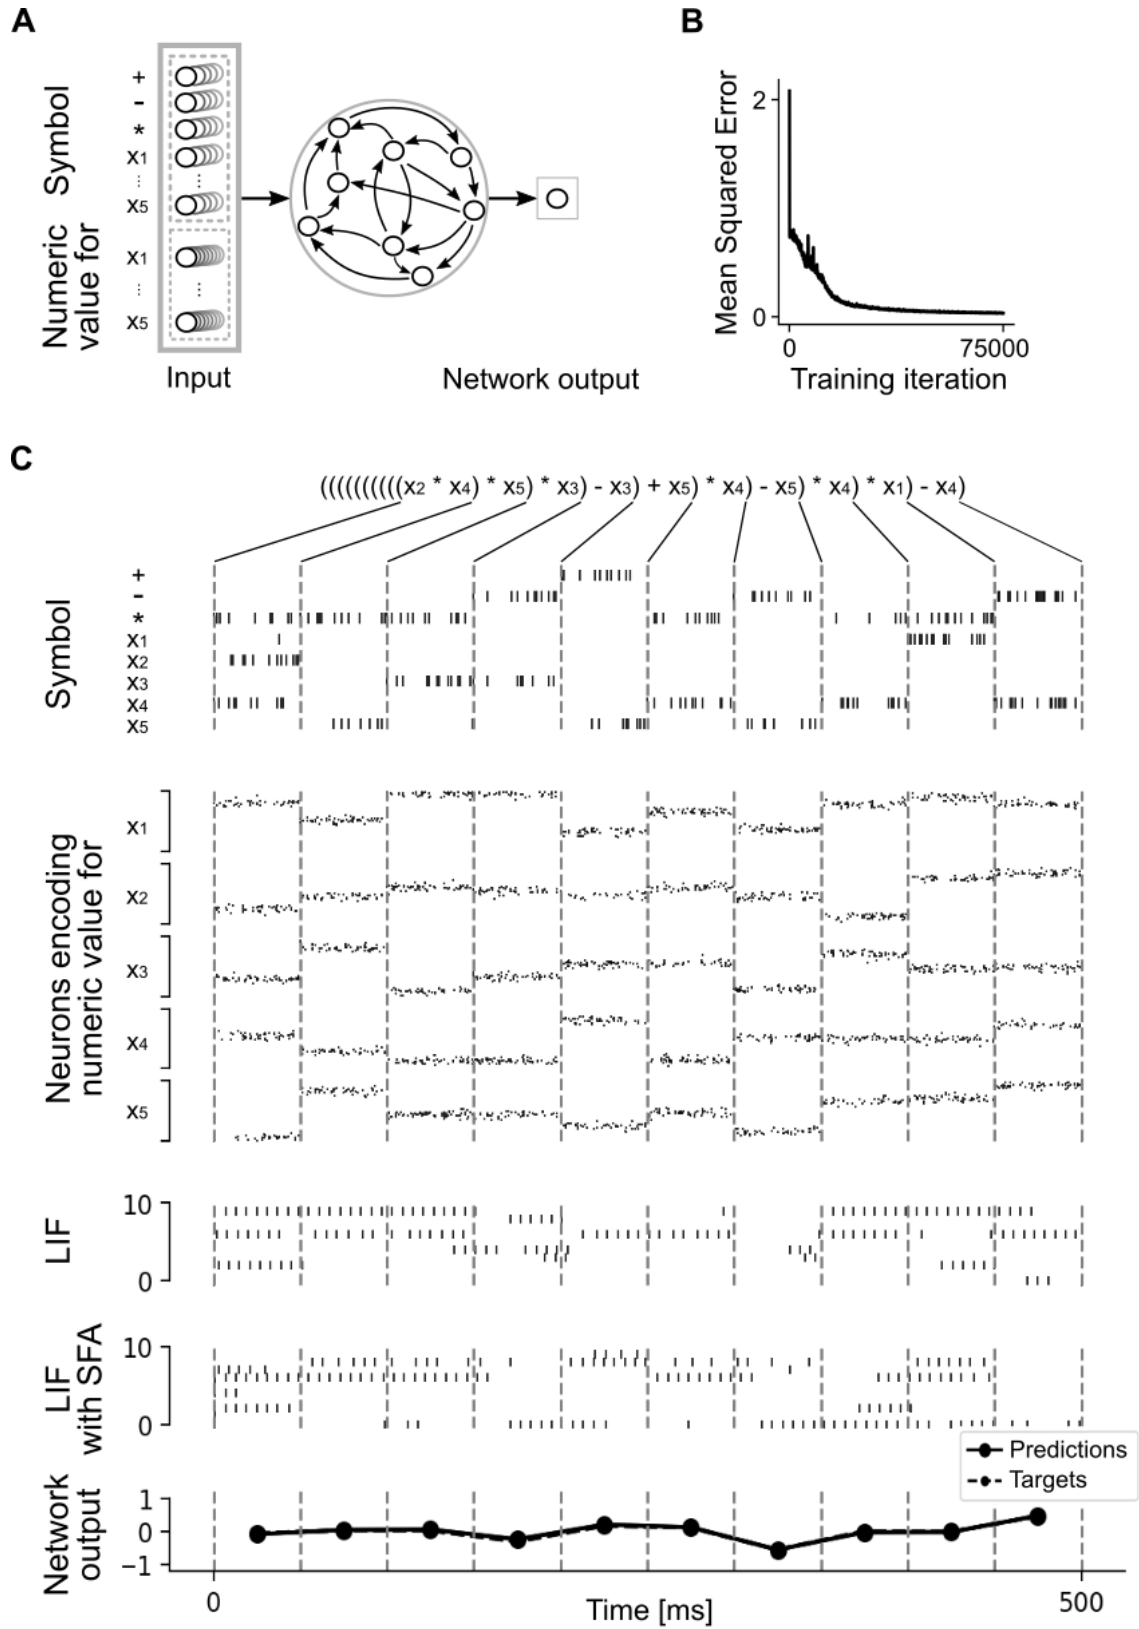 A
Symbol
+
-
*
x1
⋮
x5
Numeric
value for
x1
⋮
x5
Input
Network output
B
Mean Squared Error
2
0
0
75000
Training iteration
C
((((((((((x2 * x4) * x5) * x3) - x3) + x5) * x4) - x5) * x4) * x1) - x4)
Symbol
+
-
*
x1
x2
x3
x4
x5
Neurons encoding
numeric value for
x1
x2
x3
x4
x5
LIF
10
0
LIF
with SFA
10
0
Predictions
Targets
Network
output
1
0
−1
0
500
Time [ms]